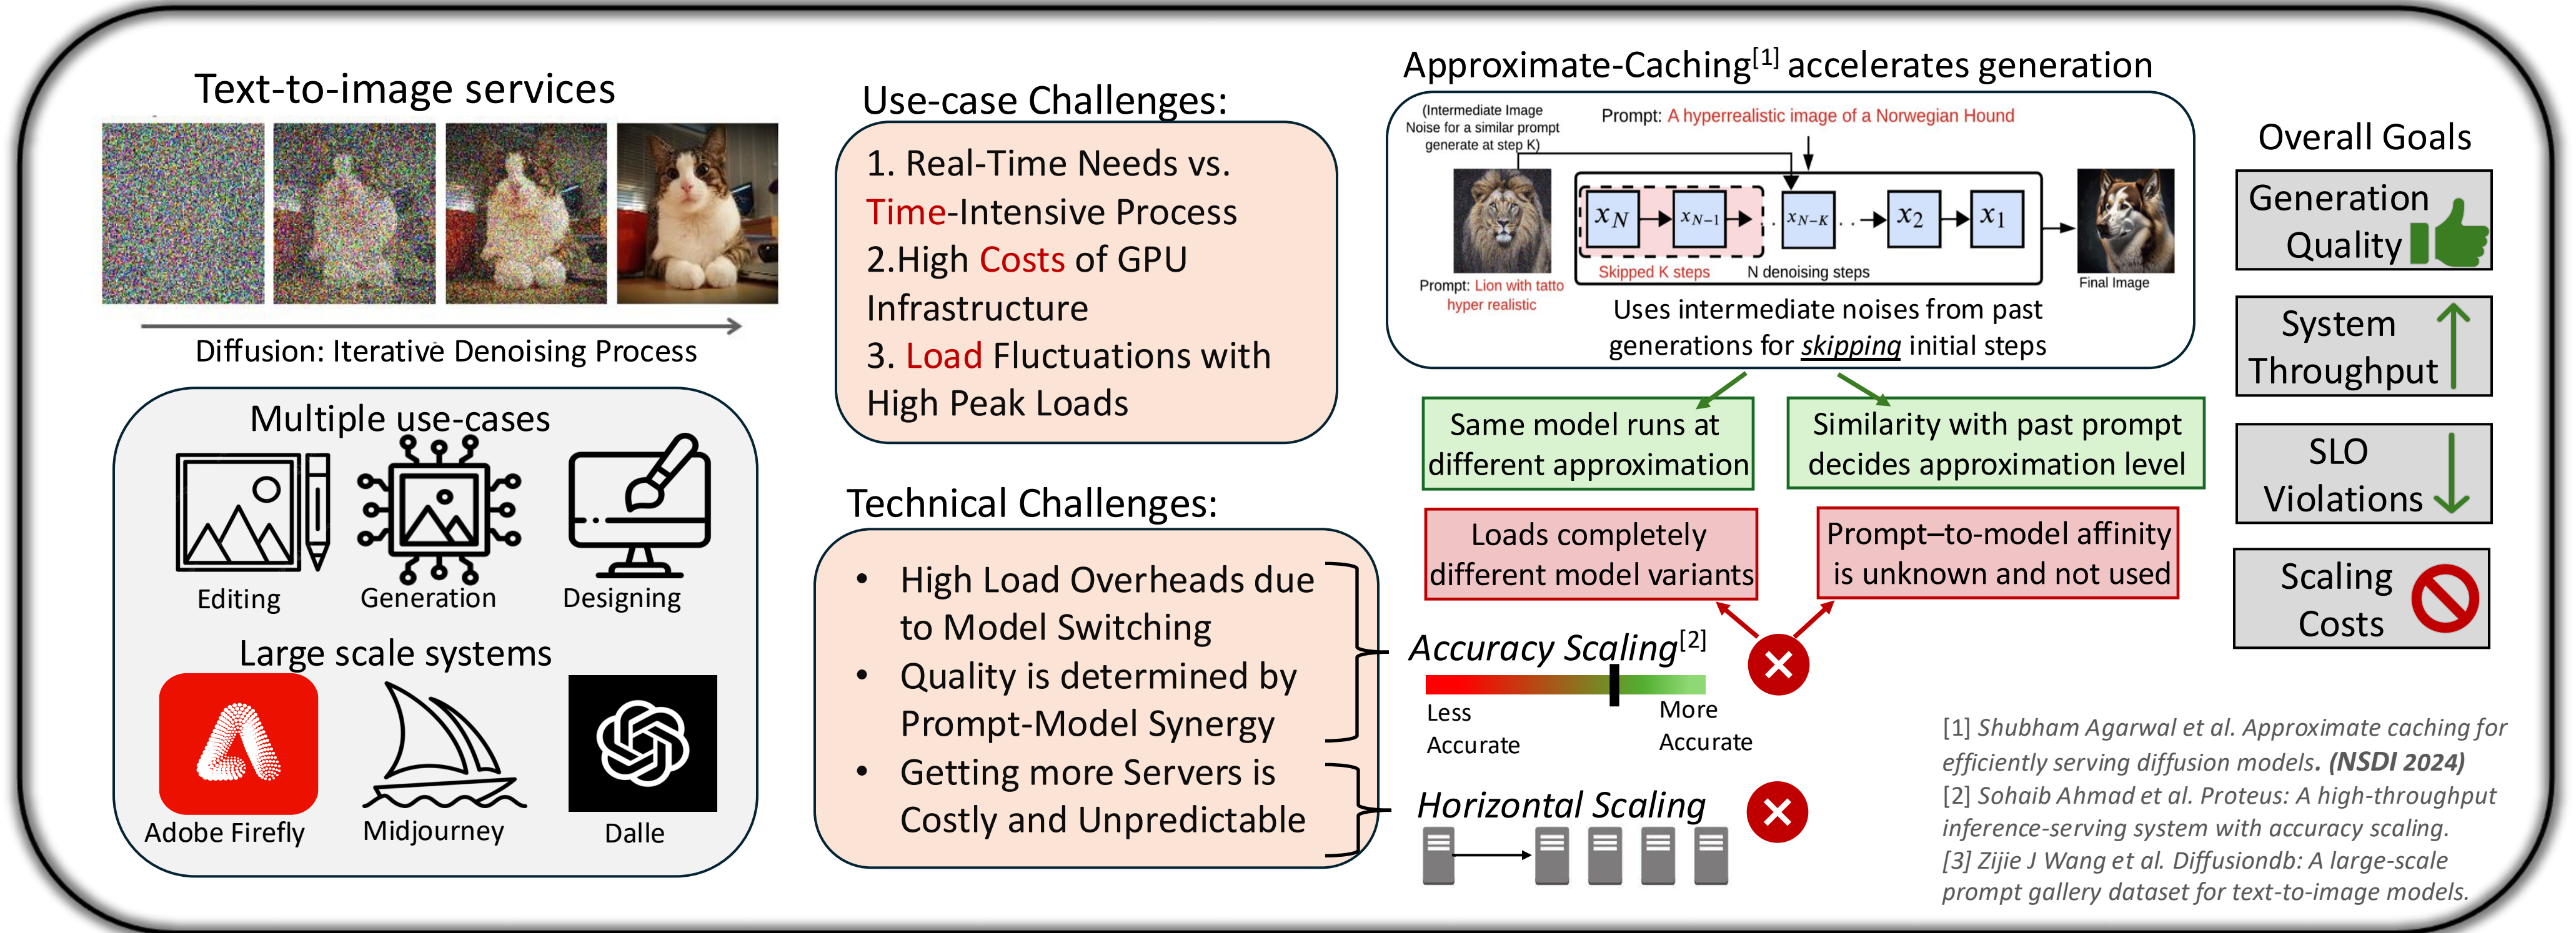 Text-to-image services
Diffusion: Iterative Denoising Process
Multiple use-cases
Editing
Generation
Designing
Large scale systems
Adobe Firefly
Midjourney
Dalle
Use-case Challenges:
1. Real-Time Needs vs.
Time-Intensive Process
2.High Costs of GPU
Infrastructure
3. Load Fluctuations with
High Peak Loads
Technical Challenges:
• High Load Overheads due
to Model Switching
• Quality is determined by
Prompt-Model Synergy
• Getting more Servers is
Costly and Unpredictable
Approximate-Caching[1] accelerates generation
(Intermediate Image
Noise for a similar prompt
generate at step K)
Prompt: A hyperrealistic image of a Norwegian Hound
xN
xN−1
. xN−K . .
x2
x1
Skipped K steps
N denoising steps
Prompt: Lion with tatto
hyper realistic
Final Image
Uses intermediate noises from past
generations for skipping initial steps
Same model runs at
different approximation
Similarity with past prompt
decides approximation level
Loads completely
different model variants
Prompt–to-model affinity
is unknown and not used
Accuracy Scaling[2]
Less
Accurate
More
Accurate
Horizontal Scaling
Overall Goals
Generation
Quality
System
Throughput
SLO
Violations
Scaling
Costs
[1] Shubham Agarwal et al. Approximate caching for
efficiently serving diffusion models. (NSDI 2024)
[2] Sohaib Ahmad et al. Proteus: A high-throughput
inference-serving system with accuracy scaling.
[3] Zijie J Wang et al. Diffusiondb: A large-scale
prompt gallery dataset for text-to-image models.